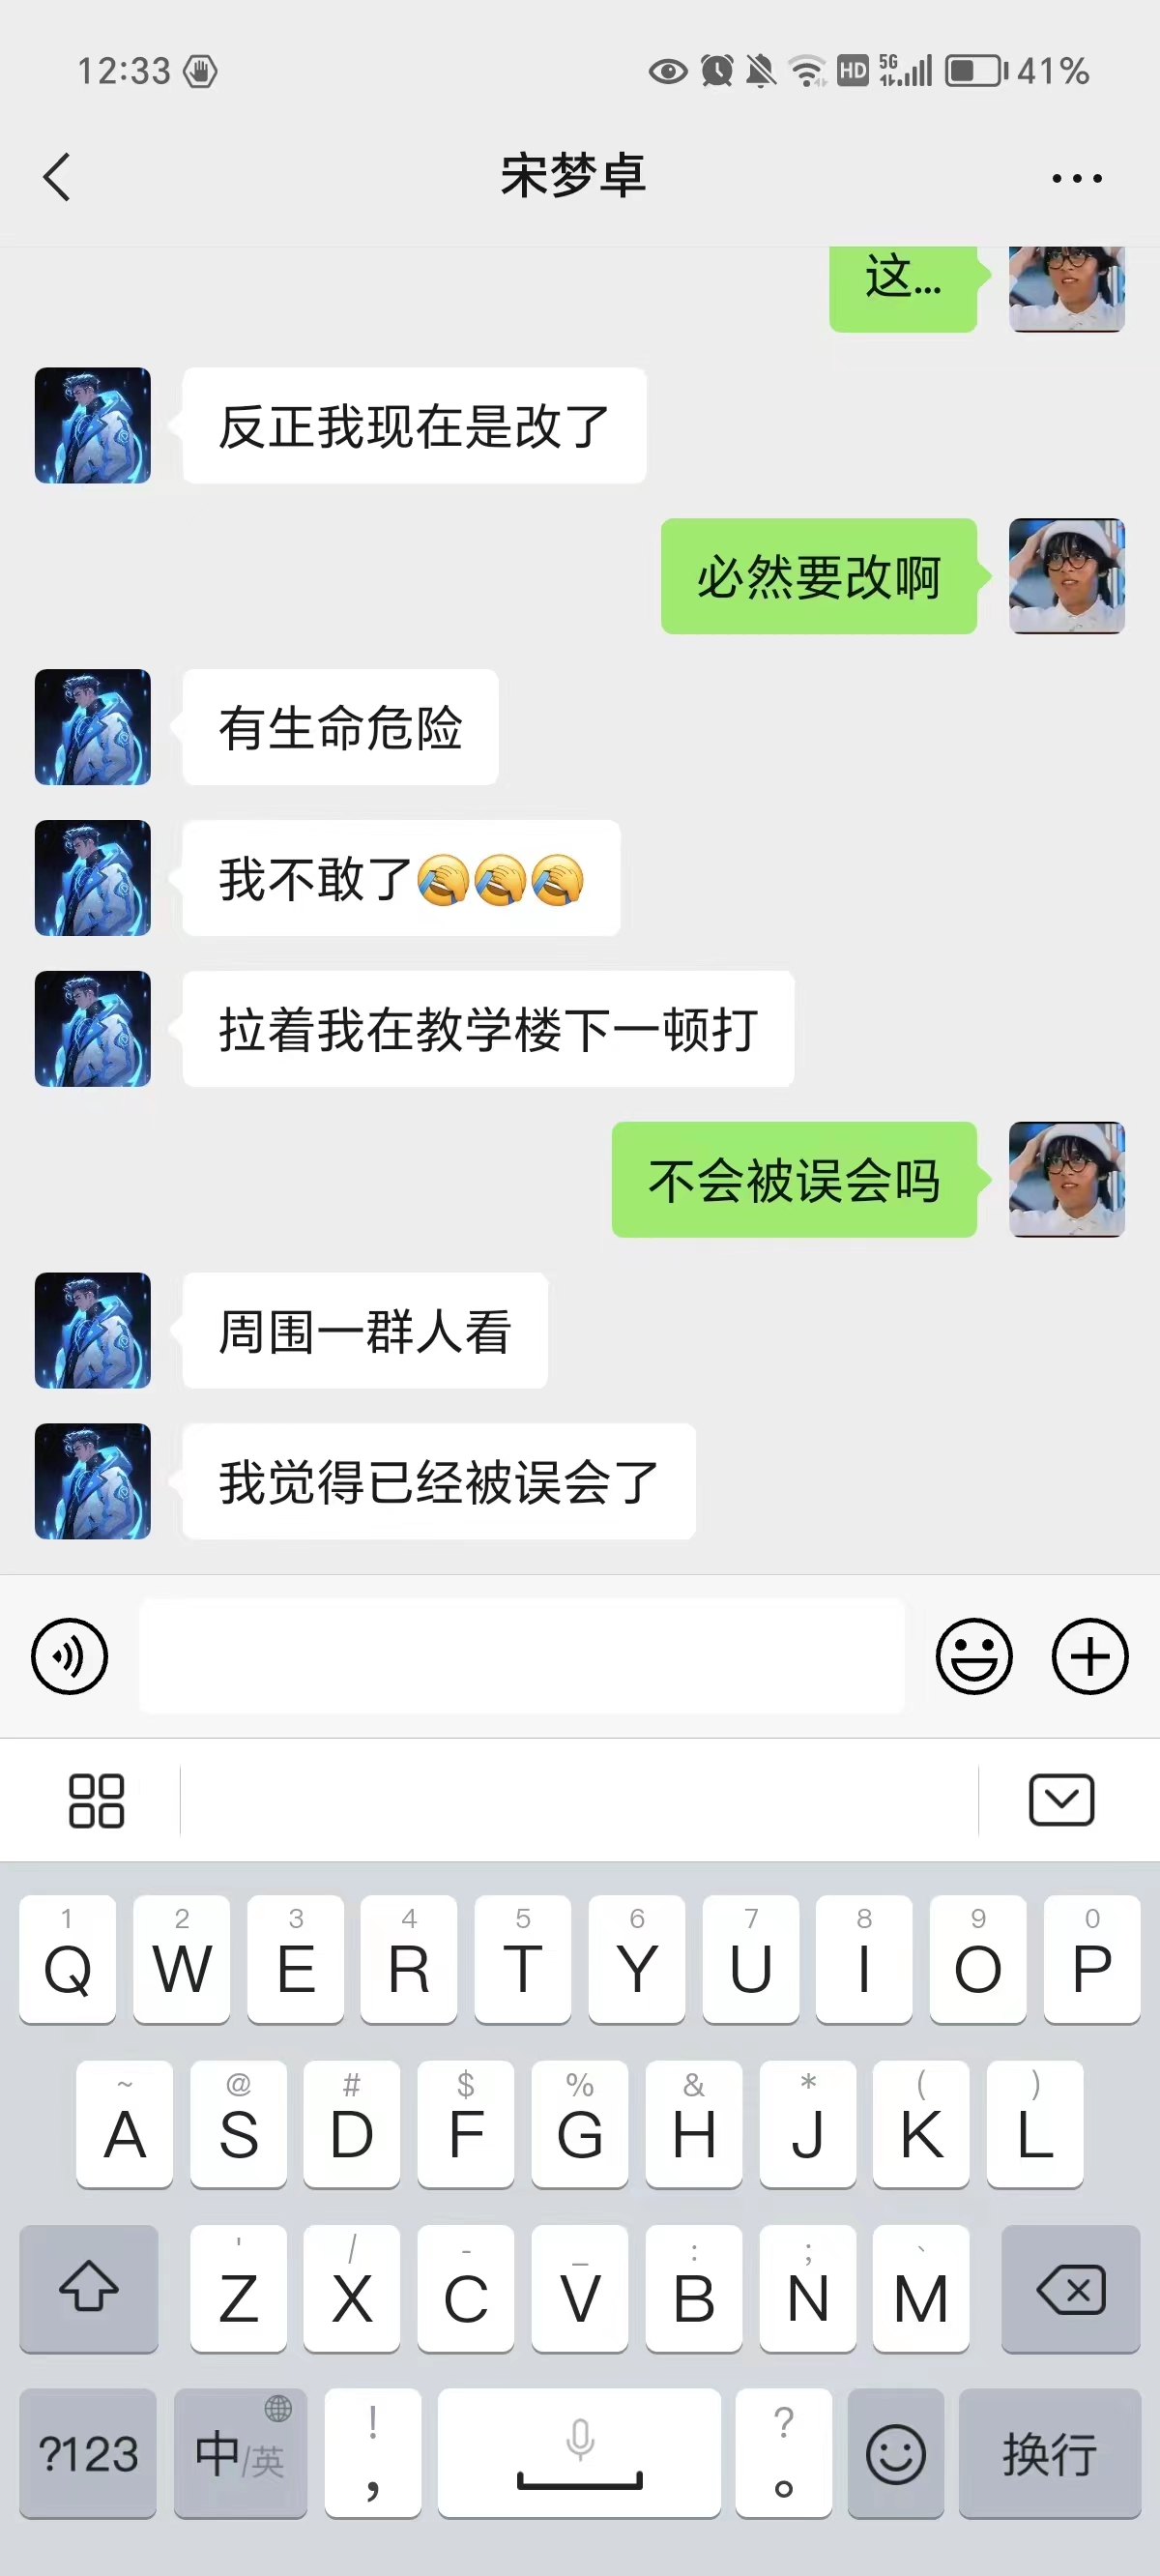 12:33 HD 5G 41%
宋梦卓
这...
反正我现在是改了
必然要改啊
有生命危险
我不敢了🤣🤣🤣
拉着我在教学楼下一顿打
不会被误会吗
周围一群人看
我觉得已经被误会了
1 2 3 4 5 6 7 8 9 0
Q W E R T Y U I O P
~ @ # $ % & * ( )
A S D F G H J K L
' / - _ : ; `
Z X C V B N M
! ?
?123 中/英 , 。 换行